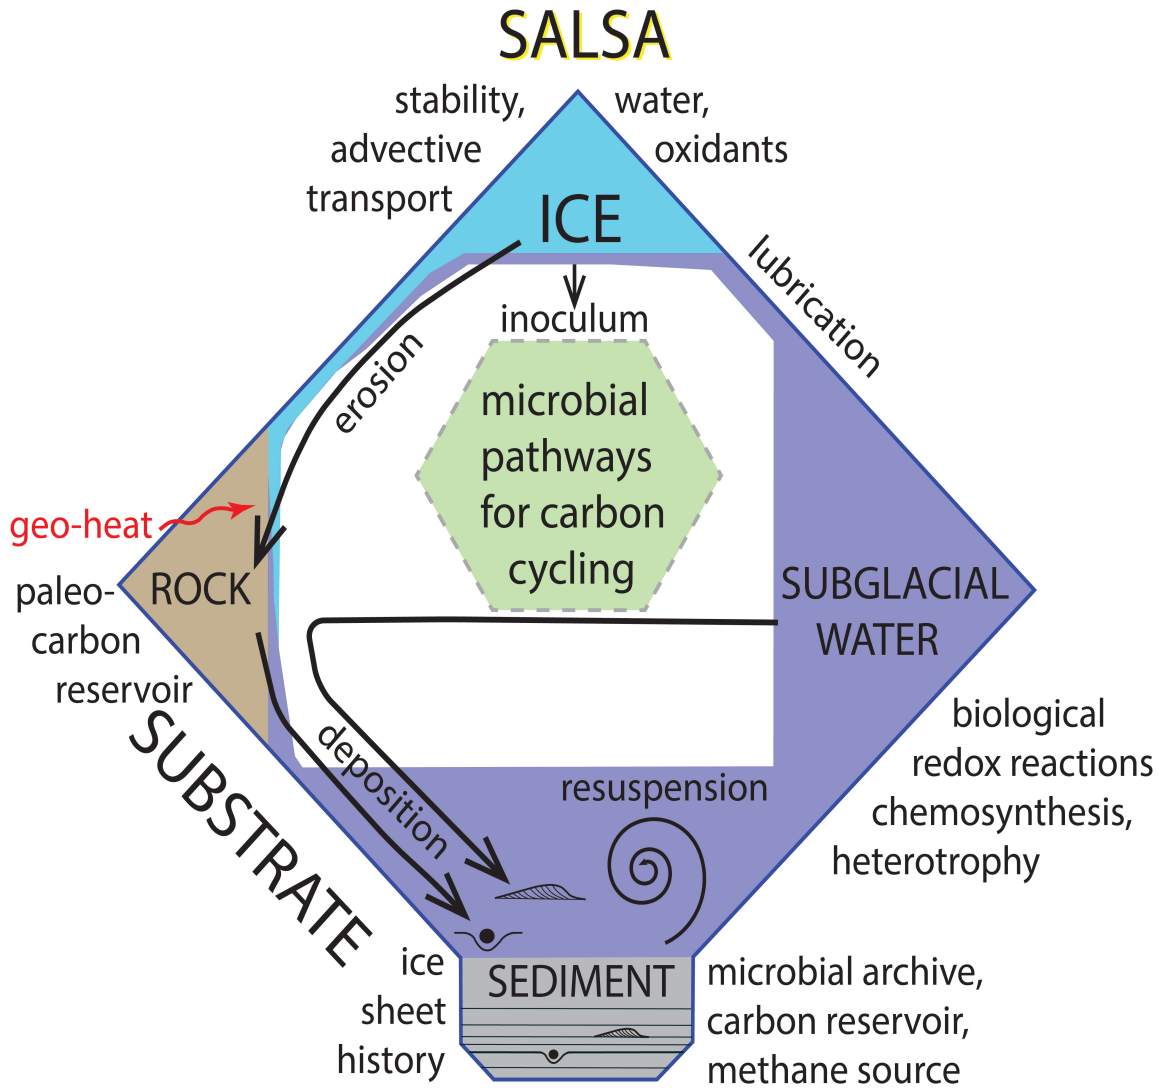 SALSA
stability,
advective
transport
water,
oxidants
ICE
lubrication
inoculum
erosion
microbial
pathways
for carbon
cycling
geo-heat
ROCK
paleo-
carbon
reservoir
SUBGLACIAL
WATER
SUBSTRATE
deposition
resuspension
biological
redox reactions
chemosynthesis,
heterotrophy
ice
sheet
history
SEDIMENT
microbial archive,
carbon reservoir,
methane source